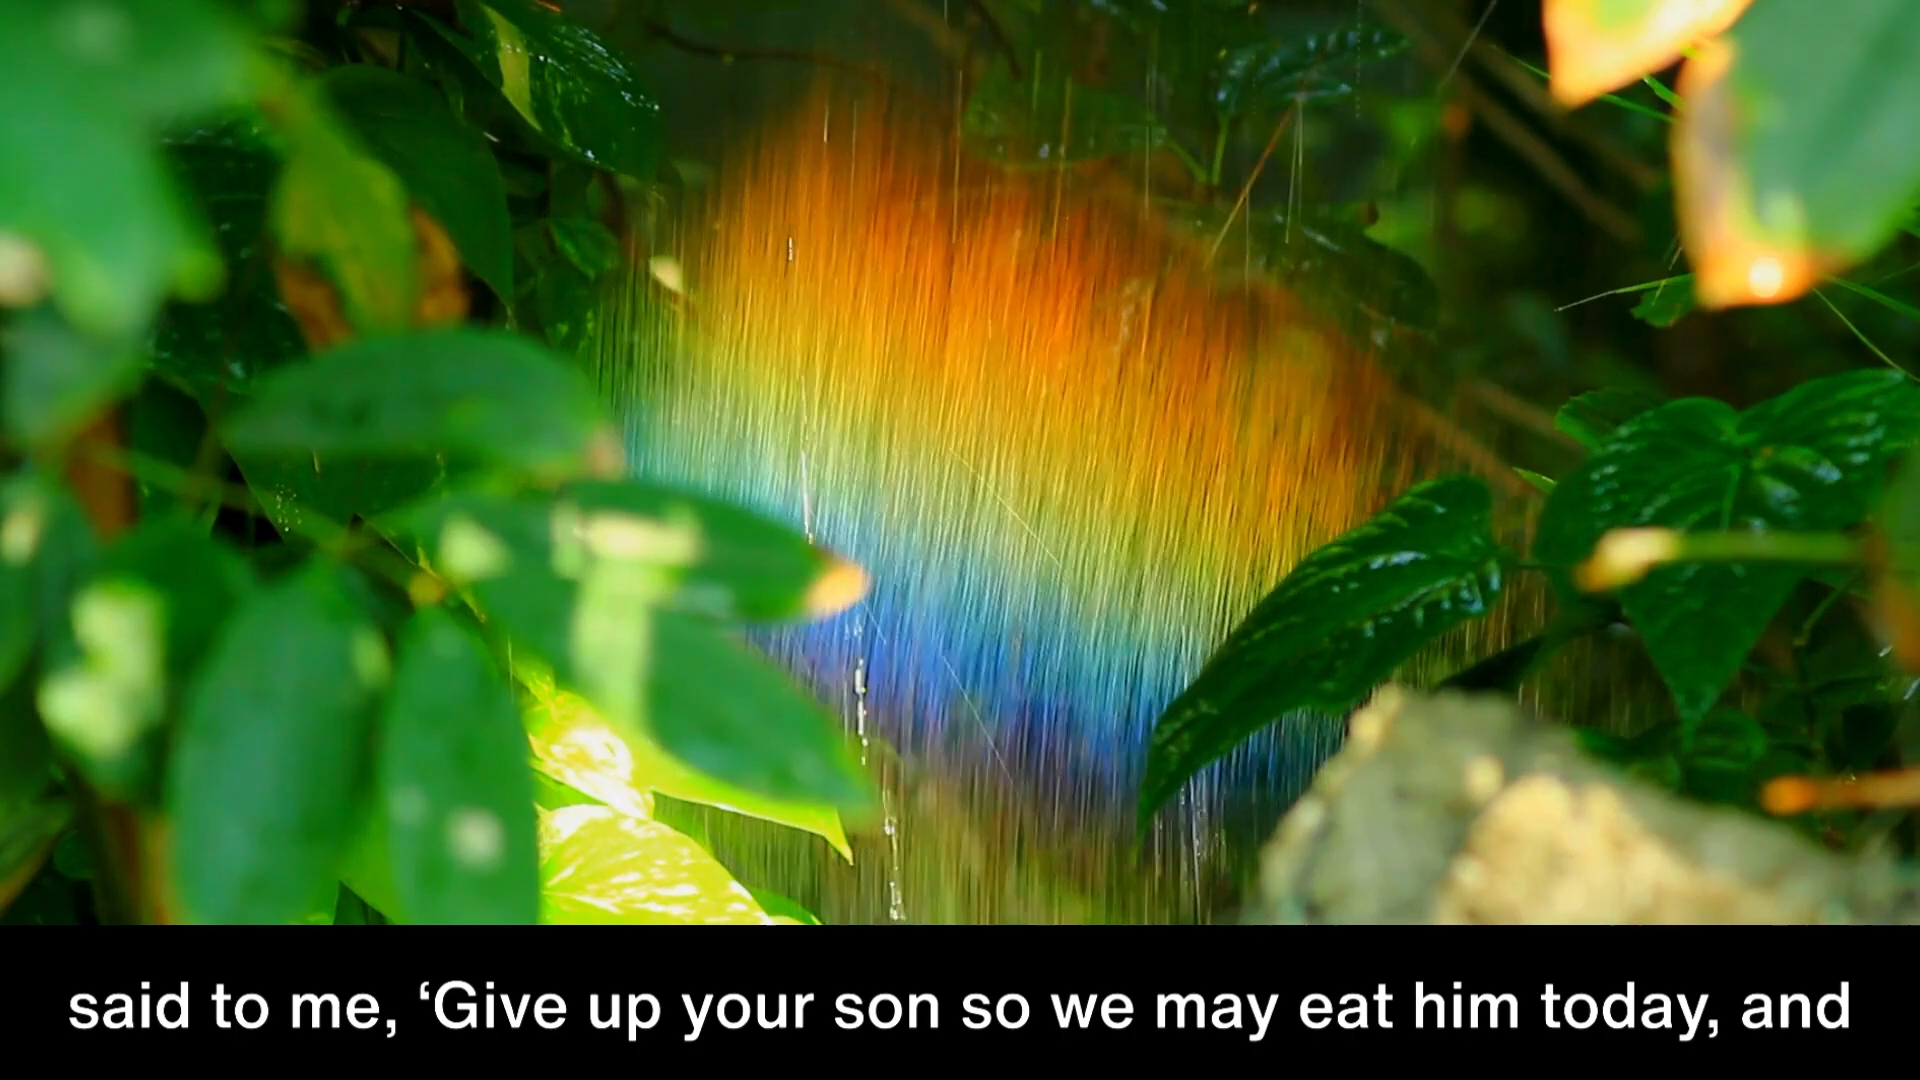 said to me, ‘Give up your son so we may eat him today, and